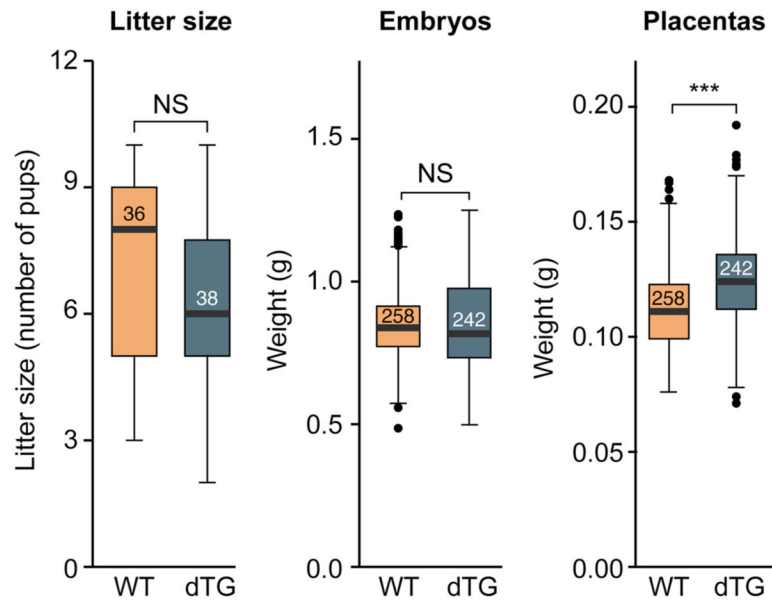 Litter size
Embryos
Placentas
Litter size (number of pups)
12
9
6
3
0
NS
36
38
WT
dTG
Weight (g)
1.5
1.0
0.5
0.0
NS
258
242
WT
dTG
Weight (g)
0.20
0.15
0.10
0.05
0.00
***
258
242
WT
dTG